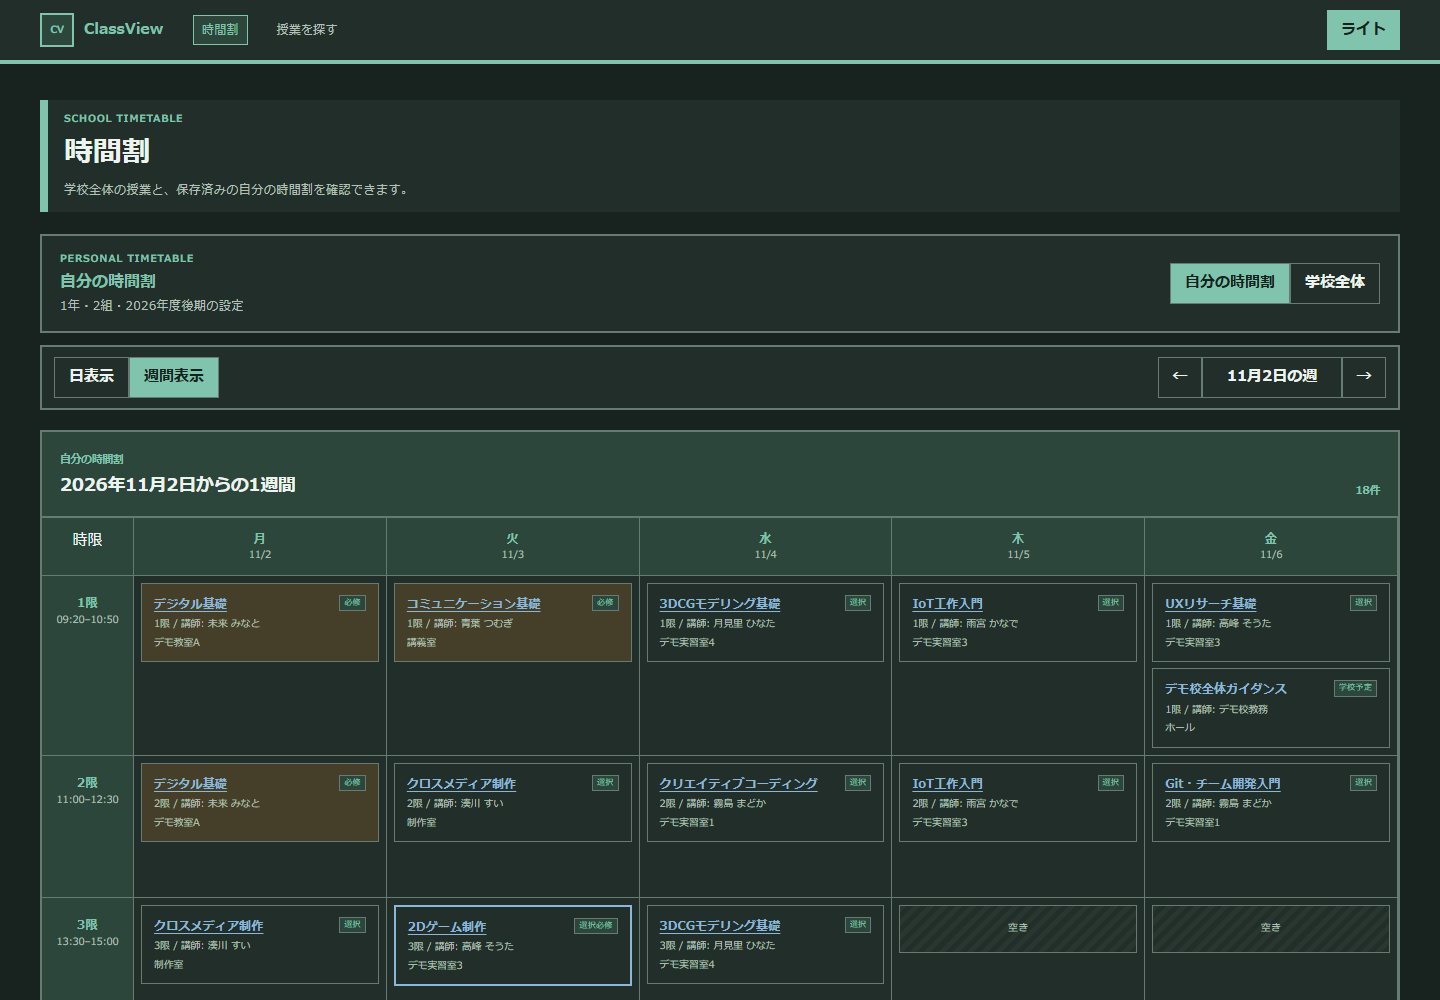 CV ClassView 時間割 授業を探す ライト
SCHOOL TIMETABLE
時間割
学校全体の授業と、保存済みの自分の時間割を確認できます。
PERSONAL TIMETABLE
自分の時間割
1年・2組・2026年度後期の設定
自分の時間割 学校全体
日表示 週間表示 ← 11月2日の週 →
自分の時間割
2026年11月2日からの1週間
18件
時限 月 火 水 木 金
11/2 11/3 11/4 11/5 11/6
1限
09:20–10:50
デジタル基礎 必修
1限 / 講師: 未来 みなと
デモ教室A
コミュニケーション基礎 必修
1限 / 講師: 青葉 つむぎ
講義室
3DCGモデリング基礎 選択
1限 / 講師: 月見里 ひなた
デモ実習室4
IoT工作入門 選択
1限 / 講師: 雨宮 かなで
デモ実習室3
UXリサーチ基礎 選択
1限 / 講師: 高峰 そうた
デモ実習室3
デモ校全体ガイダンス 学校予定
1限 / 講師: デモ校教務
ホール
2限
11:00–12:30
デジタル基礎 必修
2限 / 講師: 未来 みなと
デモ教室A
クロスメディア制作 選択
2限 / 講師: 湊川 すい
制作室
クリエイティブコーディング 選択
2限 / 講師: 霧島 まどか
デモ実習室1
IoT工作入門 選択
2限 / 講師: 雨宮 かなで
デモ実習室3
Git・チーム開発入門 選択
2限 / 講師: 霧島 まどか
デモ実習室1
3限
13:30–15:00
クロスメディア制作 選択
3限 / 講師: 湊川 すい
制作室
2Dゲーム制作 選択必修
3限 / 講師: 高峰 そうた
デモ実習室3
3DCGモデリング基礎 選択
3限 / 講師: 月見里 ひなた
デモ実習室4
空き
空き